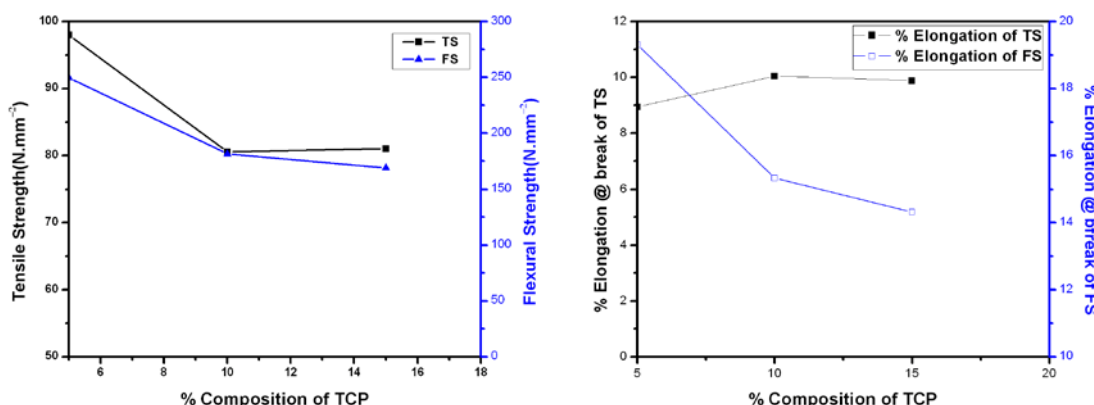 100
90
80
70
60
50
Tensile Strength(N.mm⁻²)
TS
FS
300
250
200
150
100
50
0
Flexural Strength(N.mm⁻²)
6 8 10 12 14 16 18
% Composition of TCP
12
10
8
6
4
2
0
% Elongation @ break of TS
% Elongation of TS
% Elongation of FS
20
18
16
14
12
10
% Elongation @ bfreak of FS
5 10 15 20
% Composition of TCP